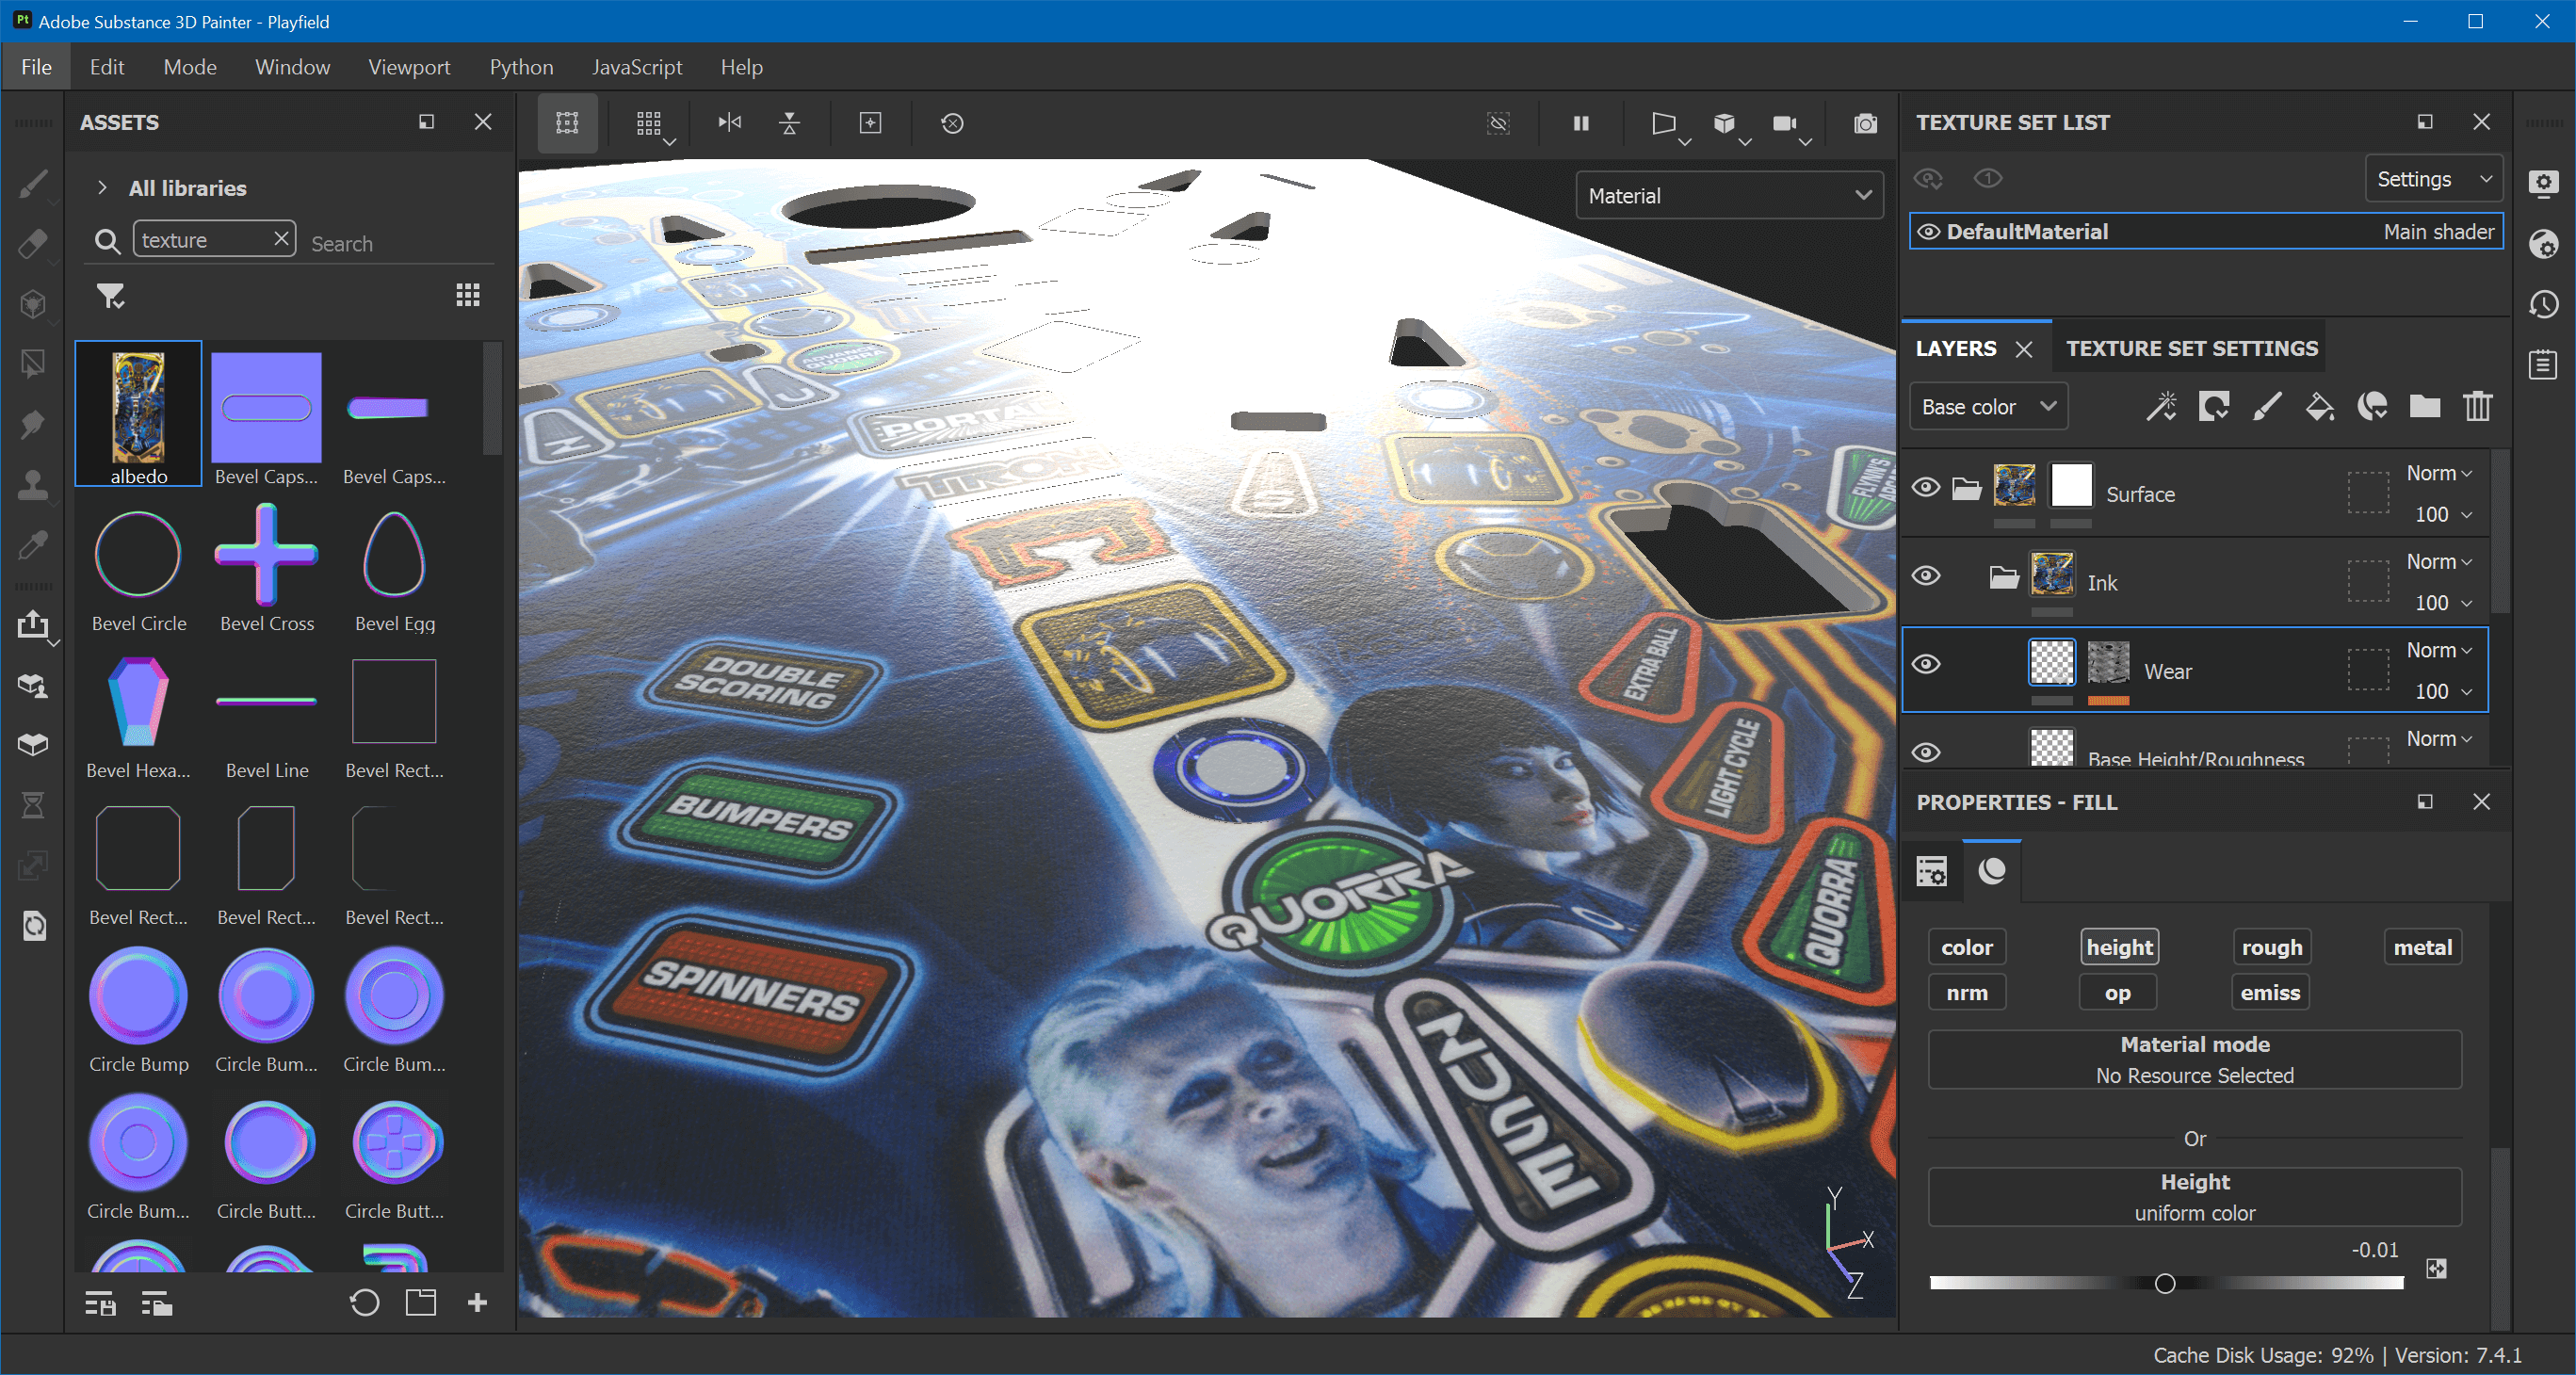 Pt Adobe Substance 3D Painter - Playfield
File Edit Mode Window Viewport Python JavaScript Help
ASSETS
All libraries
texture Search
albedo Bevel Caps... Bevel Caps...
Bevel Circle Bevel Cross Bevel Egg
Bevel Hexa... Bevel Line Bevel Rect...
Bevel Rect... Bevel Rect... Bevel Rect...
Circle Bump Circle Bum... Circle Bum...
Circle Bum... Circle Butt... Circle Butt...
Material
ADVANCE
QUORRA
PORTAL
TRON
FLYNN'S
DOUBLE
SCORING
EXTRA BALL
LIGHT CYCLE
BUMPERS
QUORRA
QUORRA
SPINNERS
ZUSE
Y
X
Z
TEXTURE SET LIST
1
Settings
DefaultMaterial Main shader
LAYERS TEXTURE SET SETTINGS
Base color
Surface Norm
100
Ink Norm
100
Wear Norm
100
Base Height/Roughness Norm
PROPERTIES - FILL
color height rough metal
nrm op emiss
Material mode
No Resource Selected
Or
Height
uniform color
-0.01
Cache Disk Usage: 92% | Version: 7.4.1